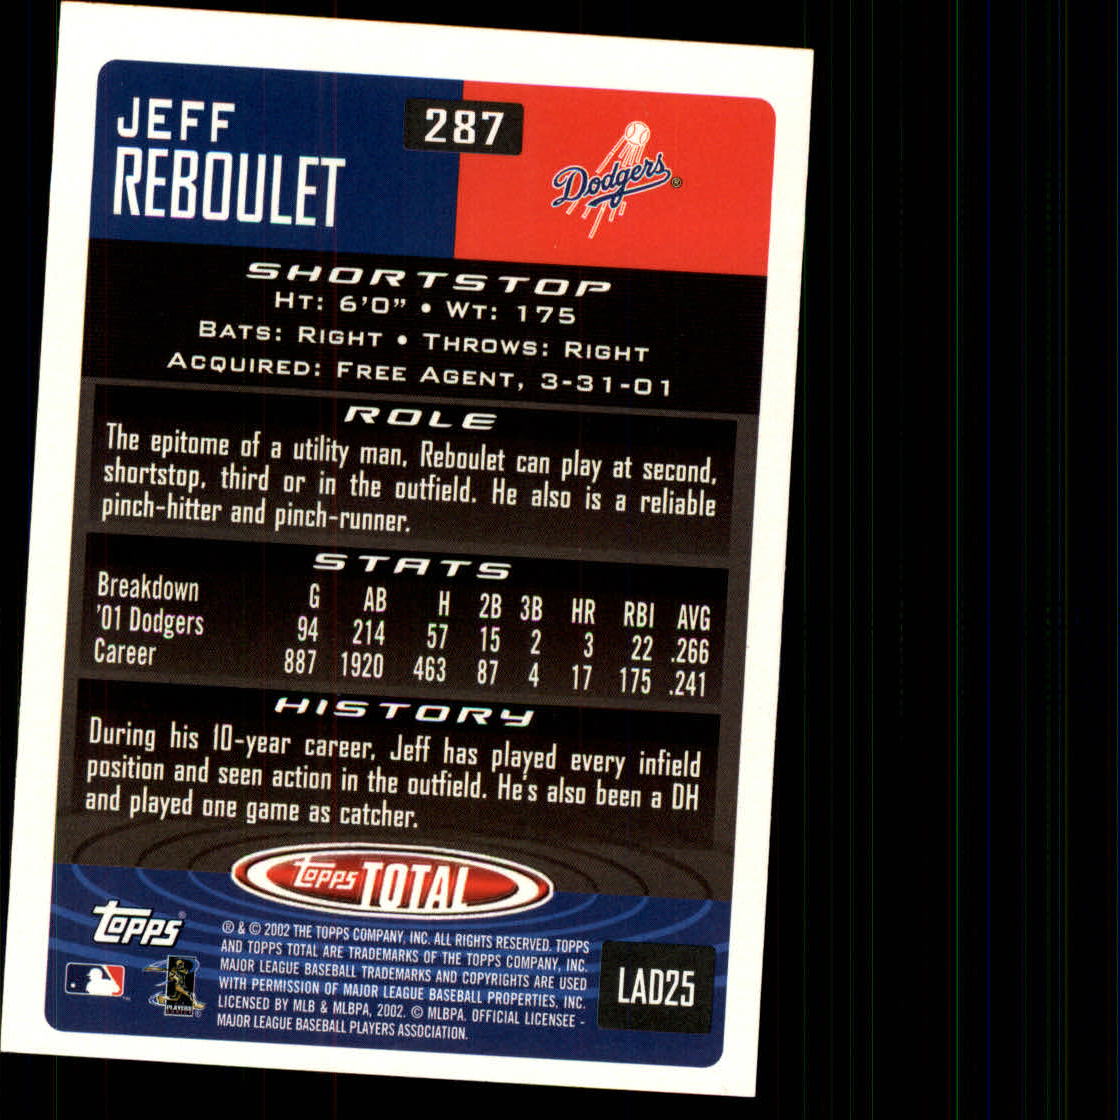 JEFF
REBOULET
287
Dodgers®
SHORTSTOP
HT: 6'0" • WT: 175
BATS: RIGHT • THROWS: RIGHT
ACQUIRED: FREE AGENT, 3-31-01
ROLE
The epitome of a utility man, Reboulet can play at second,
shortstop, third or in the outfield. He also is a reliable
pinch-hitter and pinch-runner.
STATS
Breakdown G AB H 2B 3B HR RBI AVG
'01 Dodgers 94 214 57 15 2 3 22 .266
Career 887 1920 463 87 4 17 175 .241
HISTORY
During his 10-year career, Jeff has played every infield
position and seen action in the outfield. He's also been a DH
and played one game as catcher.
topps TOTAL
topps®
® & © 2002 THE TOPPS COMPANY, INC. ALL RIGHTS RESERVED. TOPPS
AND TOPPS TOTAL ARE TRADEMARKS OF THE TOPPS COMPANY, INC.
MAJOR LEAGUE BASEBALL TRADEMARKS AND COPYRIGHTS ARE USED
WITH PERMISSION OF MAJOR LEAGUE BASEBALL PROPERTIES, INC.
LICENSED BY MLB & MLBPA, 2002. © MLBPA. OFFICIAL LICENSEE -
MAJOR LEAGUE BASEBALL PLAYERS ASSOCIATION.
PLAYERS
LAD25